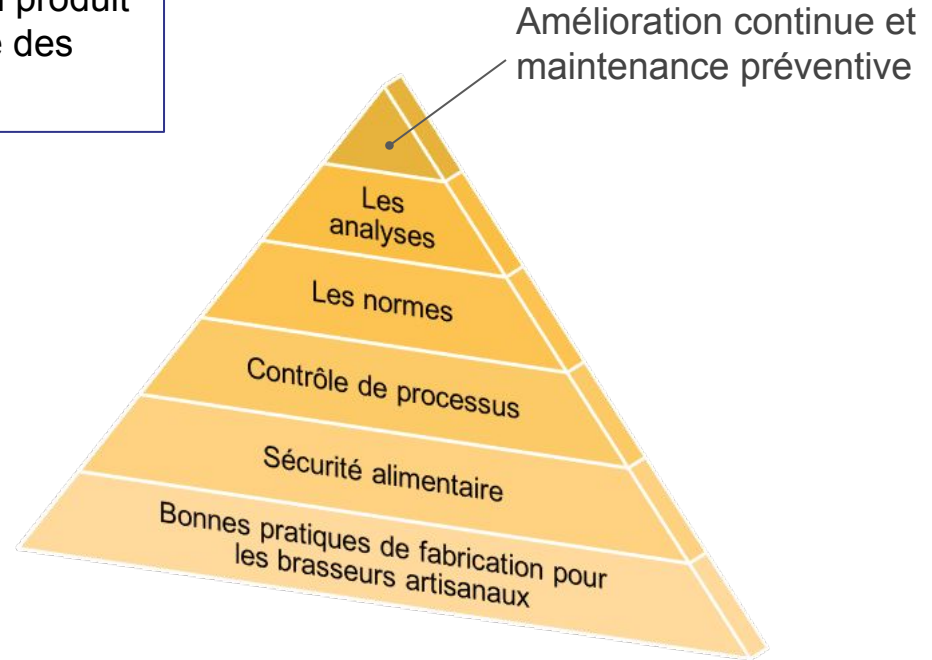 produit
des
Amélioration continue et
maintenance préventive
Les
analyses
Les normes
Contrôle de processus
Sécurité alimentaire
Bonnes pratiques de fabrication pour
les brasseurs artisanaux